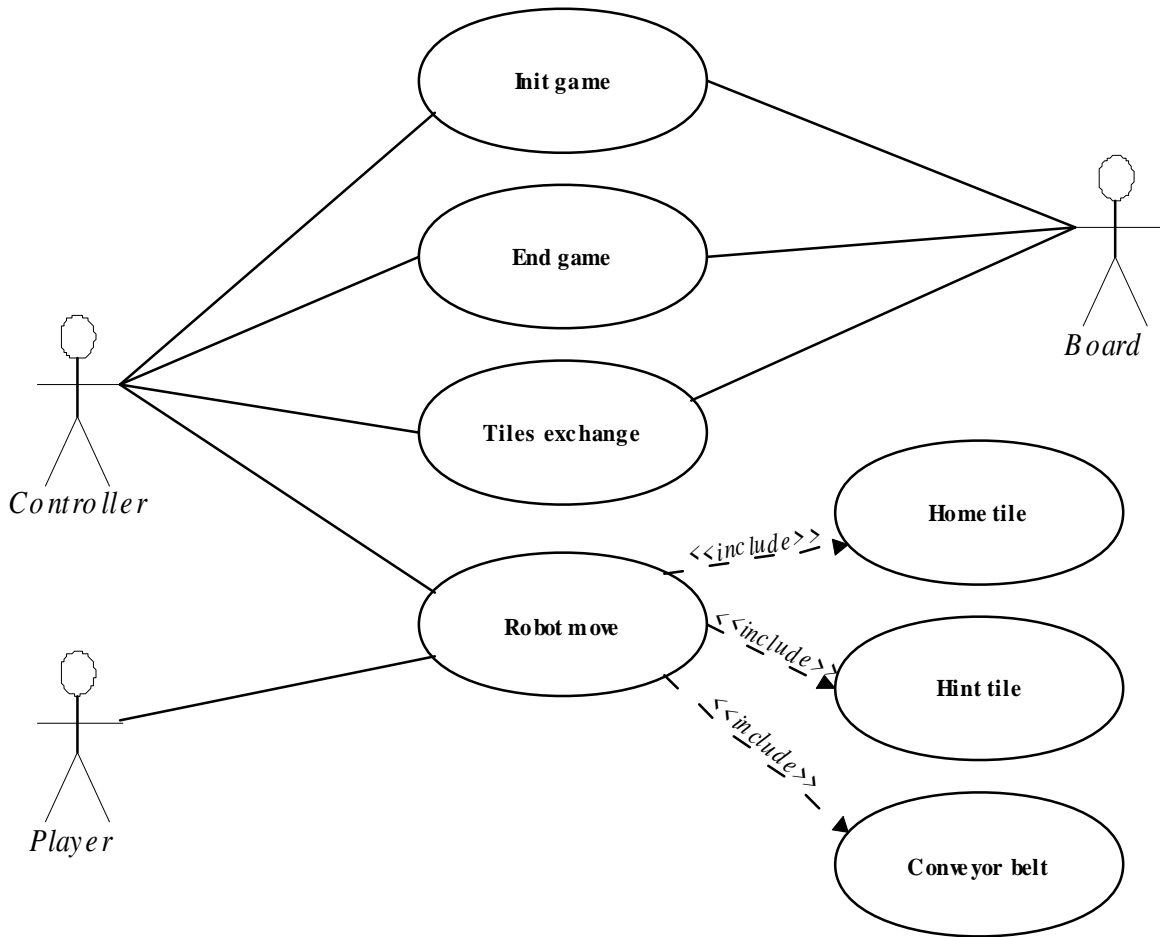 Init game
End game
Board
Tiles exchange
Controller
Home tile
<<include>>
Robot move
<<include>>
Hint tile
<<include>>
Player
Conveyor belt